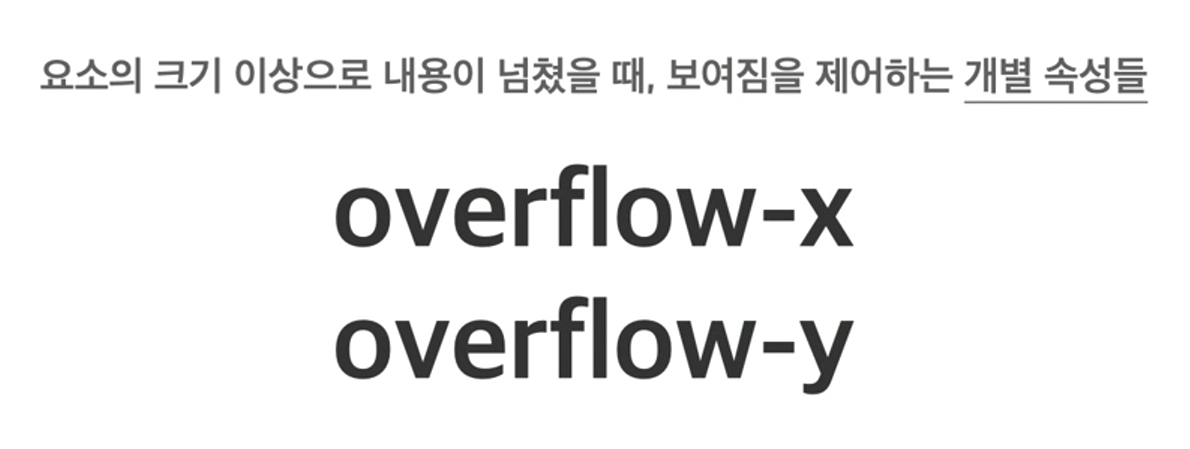 요소의 크기 이상으로 내용이 넘쳤을 때, 보여짐을 제어하는 개별 속성들
overflow-x
overflow-y